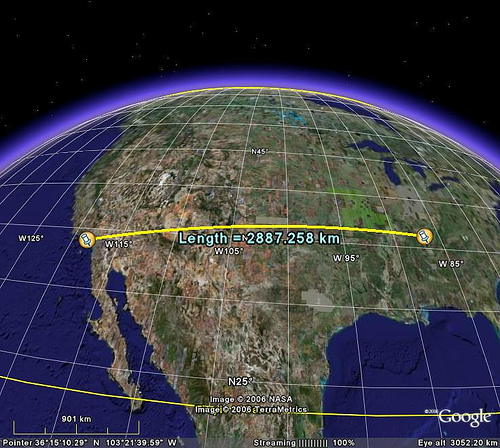 N45°
W125°
W115°
Length = 2887.258 km
W105°
W 95°
W 85°
N25°
Image © 2006 NASA
Image © 2006 TerraMetrics
901 km
©2006 Google
Pointer 36°15'10.29" N 103°21'39.59" W
Streaming |||||||||| 100%
Eye alt 3052.20 km